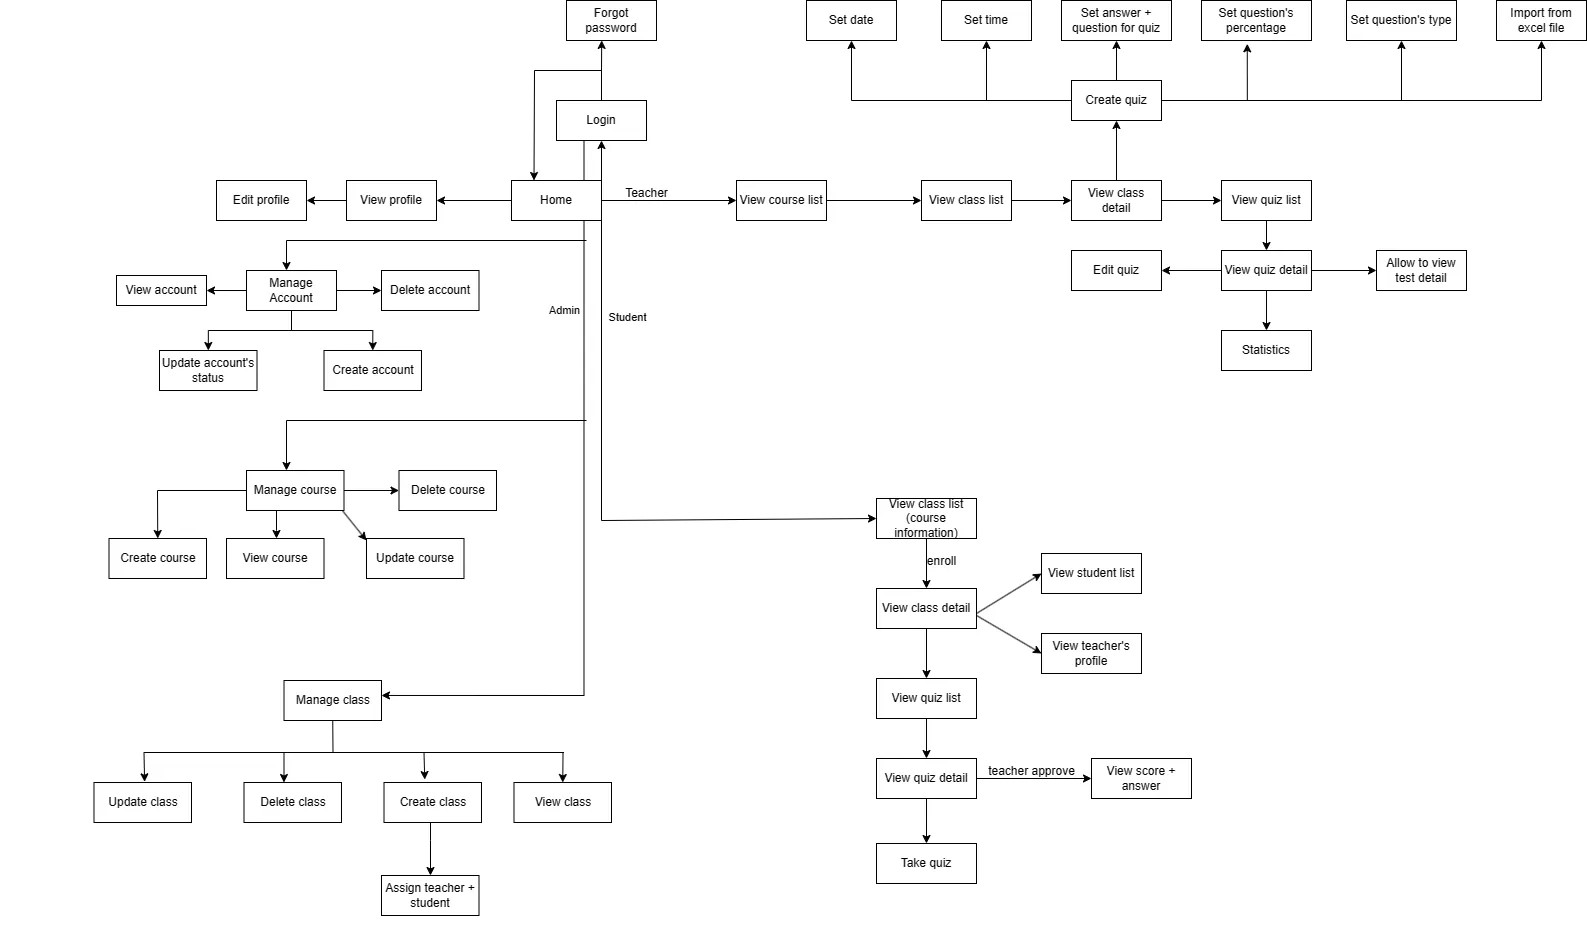 Forgot
password
Set date
Set time
Set answer +
question for quiz
Set question's
percentage
Set question's type
Import from
excel file
Login
Create quiz
Edit profile
View profile
Home
Teacher
View course list
View class list
View class
detail
View quiz list
View account
Manage
Account
Delete account
Edit quiz
View quiz detail
Allow to view
test detail
Admin
Student
Update account's
status
Create account
Statistics
Manage course
Delete course
View class list
(course
information)
Create course
View course
Update course
enroll
View student list
View class detail
View teacher's
profile
Manage class
View quiz list
View quiz detail
teacher approve
View score +
answer
Update class
Delete class
Create class
View class
Take quiz
Assign teacher +
student